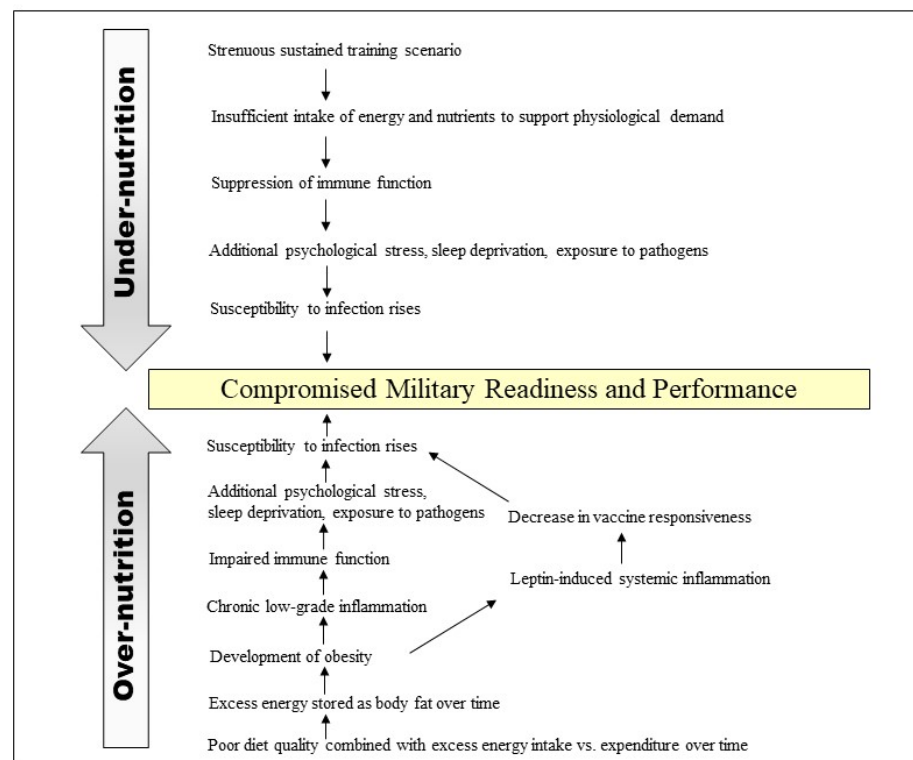 Under-nutrition
Strenuous sustained training scenario
Insufficient intake of energy and nutrients to support physiological demand
Suppression of immune function
Additional psychological stress, sleep deprivation, exposure to pathogens
Susceptibility to infection rises
Compromised Military Readiness and Performance
Over-nutrition
Susceptibility to infection rises
Additional psychological stress,
sleep deprivation, exposure to pathogens
Decrease in vaccine responsiveness
Impaired immune function
Leptin-induced systemic inflammation
Chronic low-grade inflammation
Development of obesity
Excess energy stored as body fat over time
Poor diet quality combined with excess energy intake vs. expenditure over time